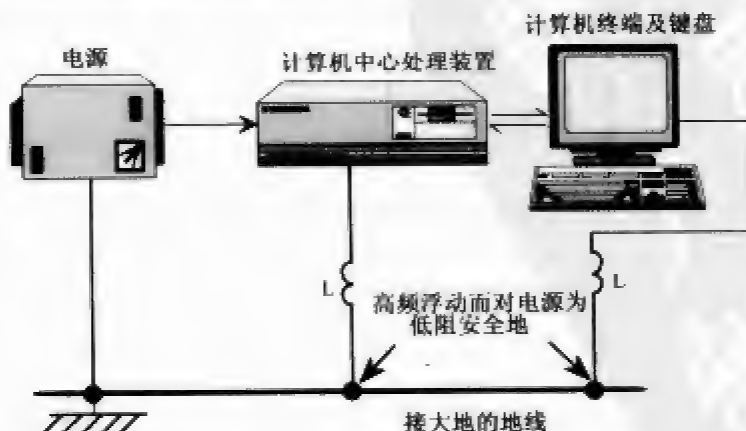 计算机终端及键盘
电源
计算机中心处理装置
L
L
高频浮动而对电源为
低阻安全地
接大地的地线